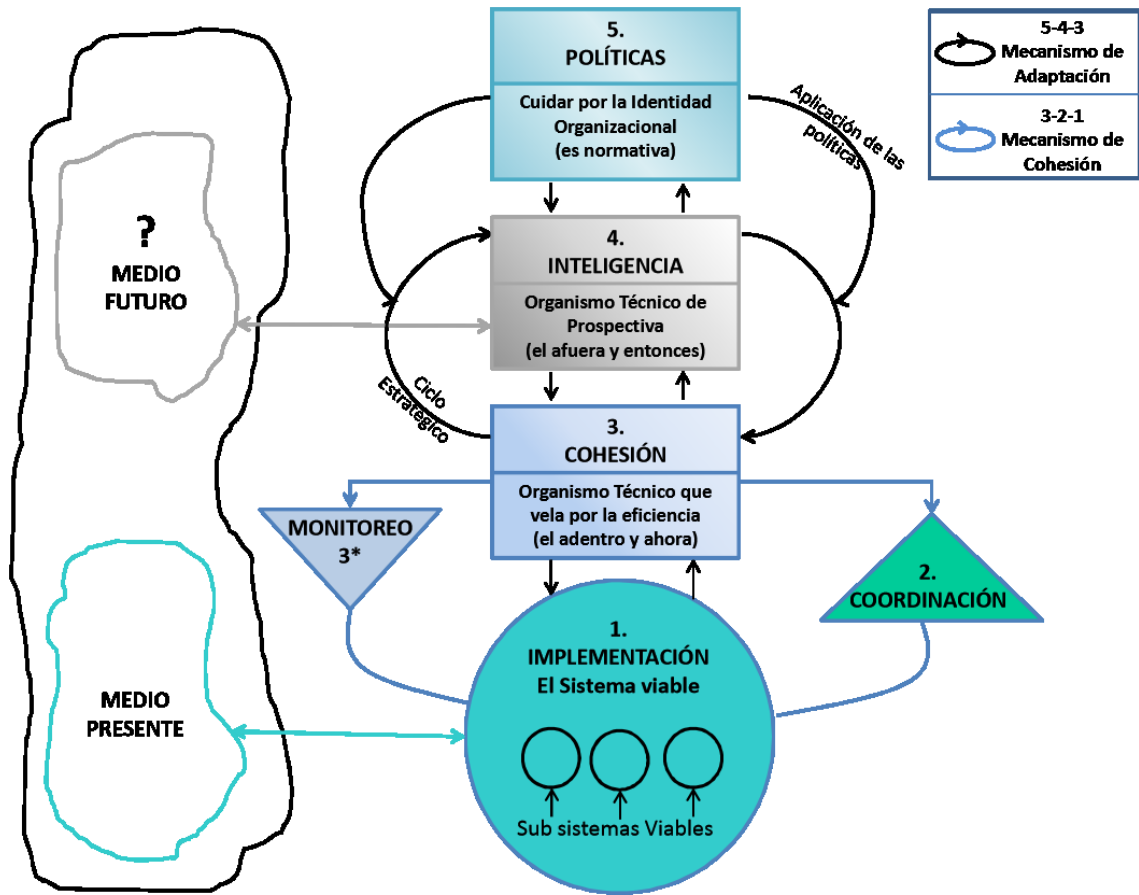 5.
POLÍTICAS
Cuidar por la Identidad
Organizacional
(es normativa)
Aplicación de las
políticas
5-4-3
Mecanismo de
Adaptación
3-2-1
Mecanismo de
Cohesión
?
MEDIO
FUTURO
4.
INTELIGENCIA
Organismo Técnico de
Prospectiva
(el afuera y entonces)
Ciclo
Estratégico
3.
COHESIÓN
Organismo Técnico que
vela por la eficiencia
(el adentro y ahora)
MONITOREO
3*
2.
COORDINACIÓN
1.
IMPLEMENTACIÓN
El Sistema viable
MEDIO
PRESENTE
Sub sistemas Viables